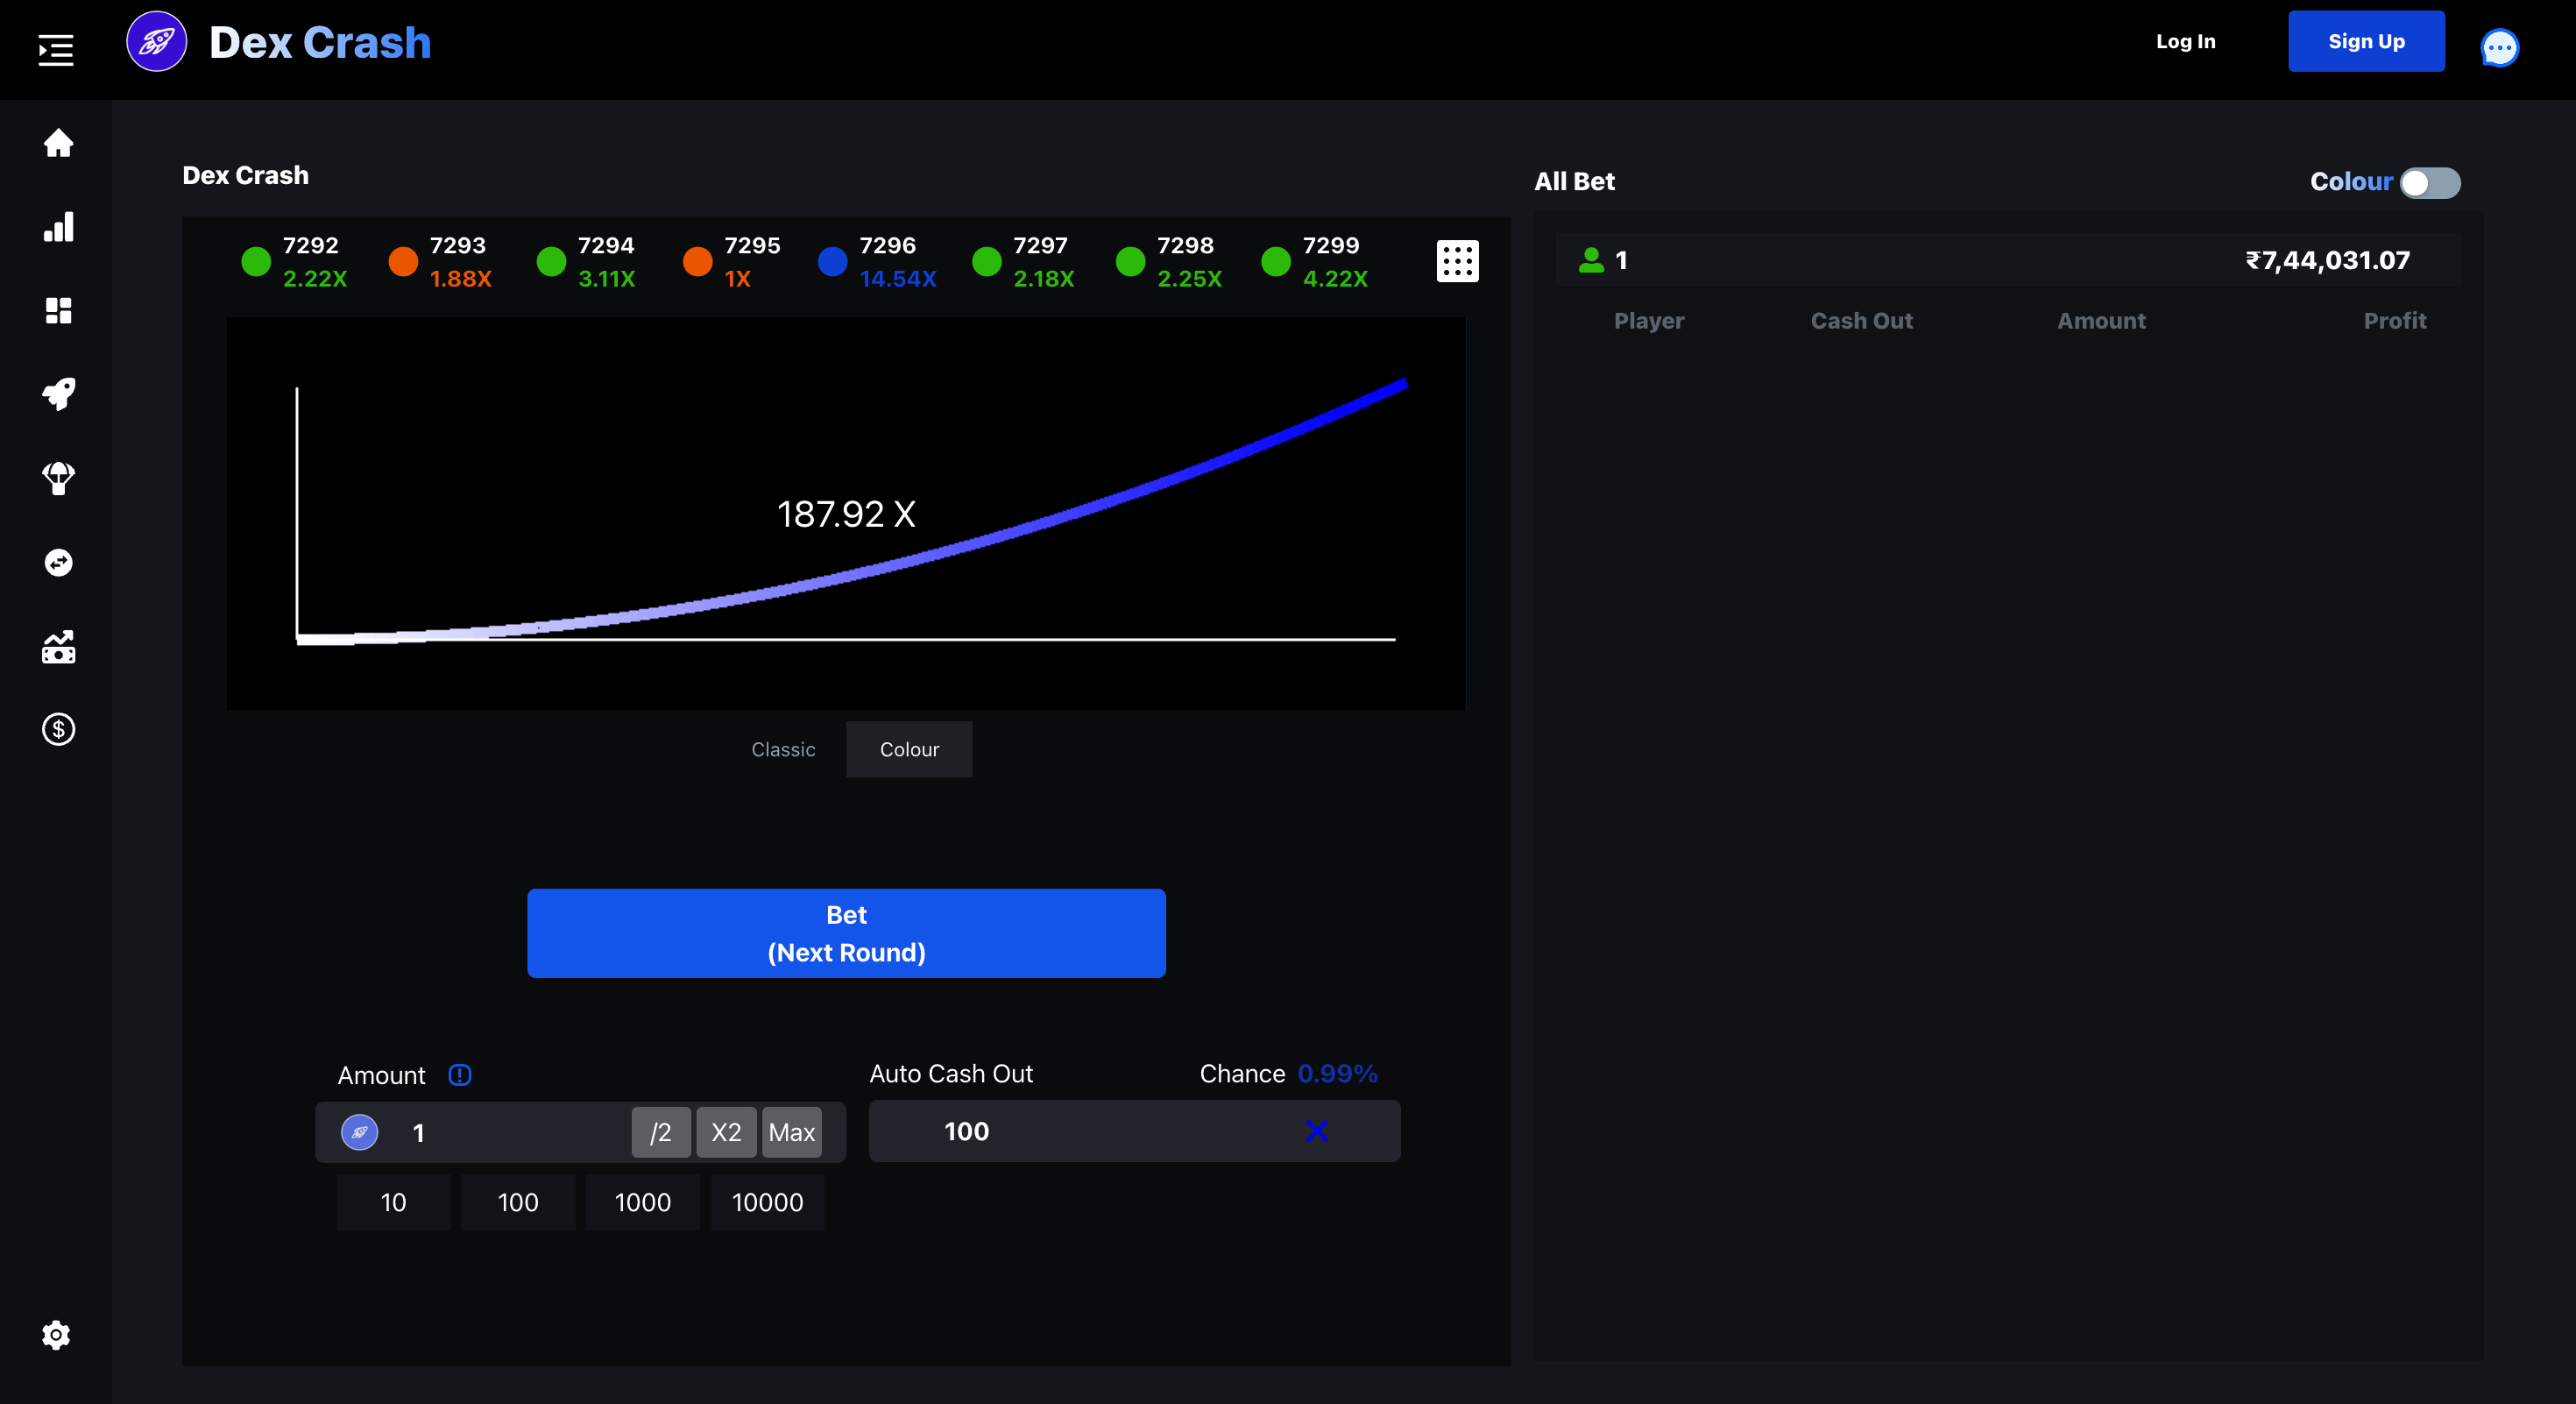 Dex Crash
Log In
Sign Up
Dex Crash
7292
2.22X
7293
1.88X
7294
3.11X
7295
1X
7296
14.54X
7297
2.18X
7298
2.25X
7299
4.22X
187.92 X
Classic
Colour
Bet
(Next Round)
Amount
1
/2
X2
Max
10
100
1000
10000
Auto Cash Out
Chance 0.99%
100
All Bet
Colour
1
₹7,44,031.07
Player
Cash Out
Amount
Profit